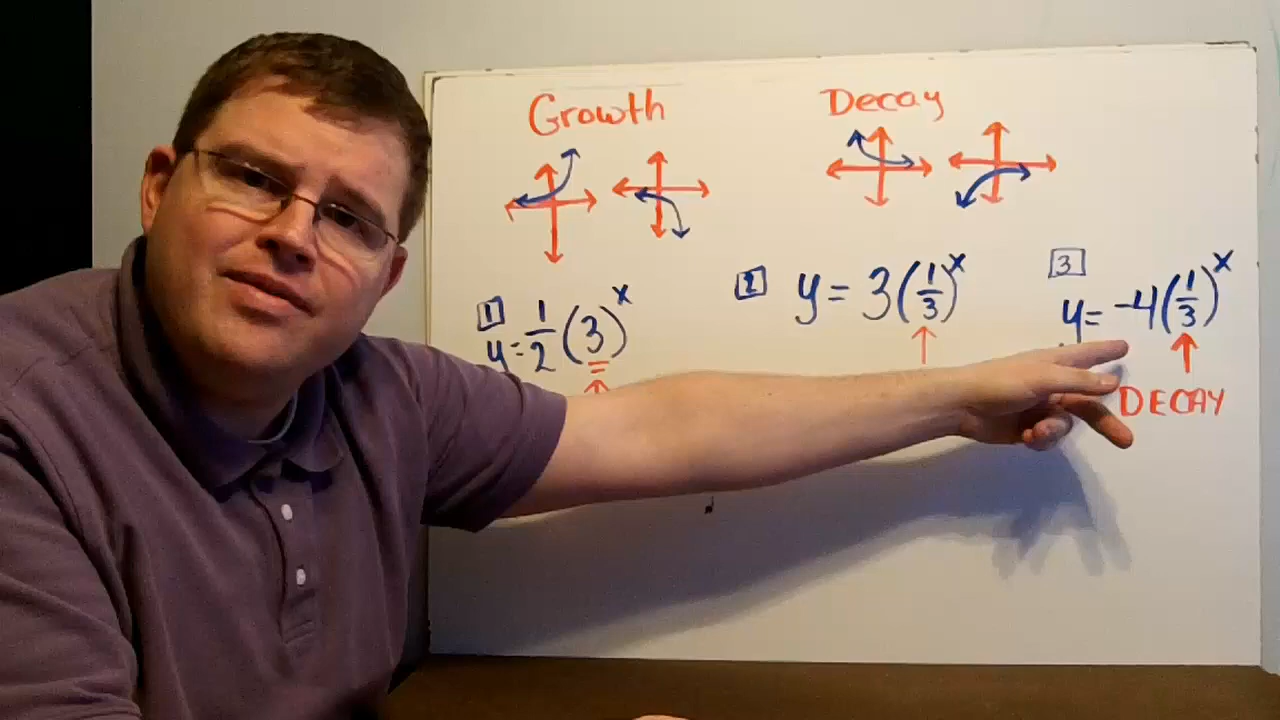 Growth
Decay
1
y = 1/2 (3)^x
2
y = 3(1/3)^x
3
y = -4(1/3)^x
DECAY